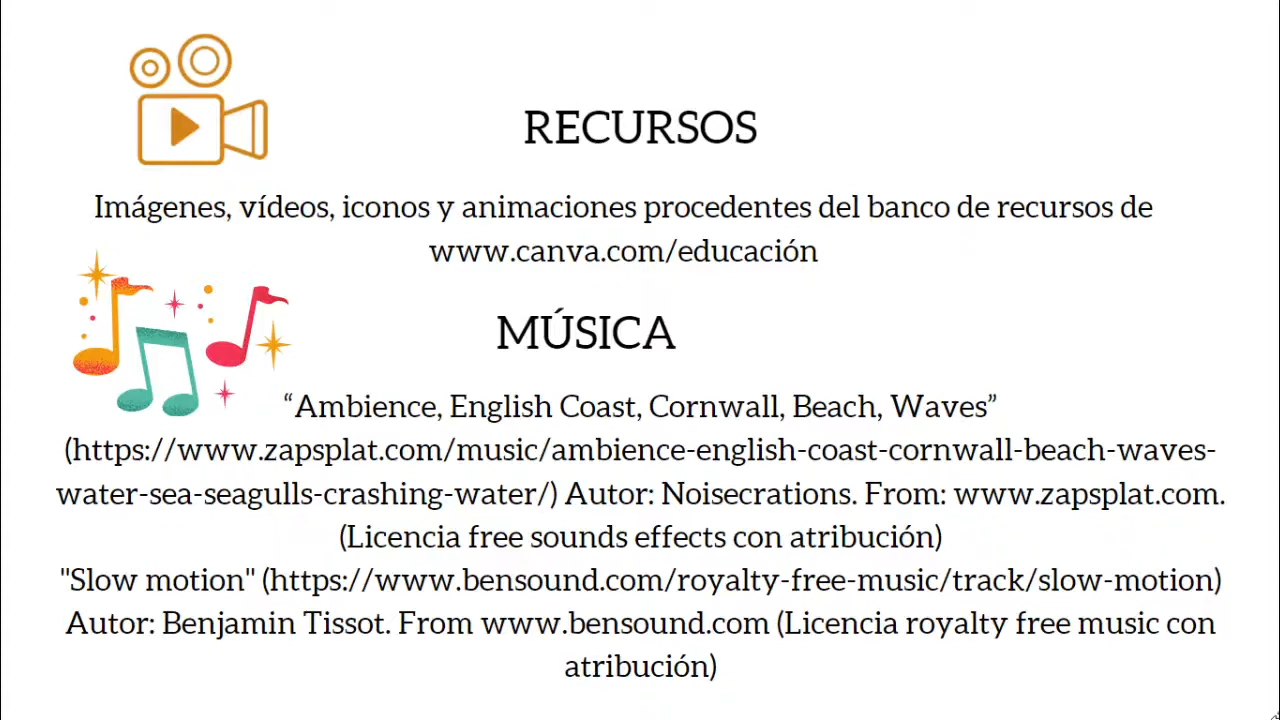 RECURSOS
Imágenes, vídeos, iconos y animaciones procedentes del banco de recursos de
www.canva.com/educación
MÚSICA
“Ambience, English Coast, Cornwall, Beach, Waves”
(https://www.zapsplat.com/music/ambience-english-coast-cornwall-beach-waves-
water-sea-seagulls-crashing-water/) Autor: Noisecrations. From: www.zapsplat.com.
(Licencia free sounds effects con atribución)
"Slow motion" (https://www.bensound.com/royalty-free-music/track/slow-motion)
Autor: Benjamin Tissot. From www.bensound.com (Licencia royalty free music con
atribución)